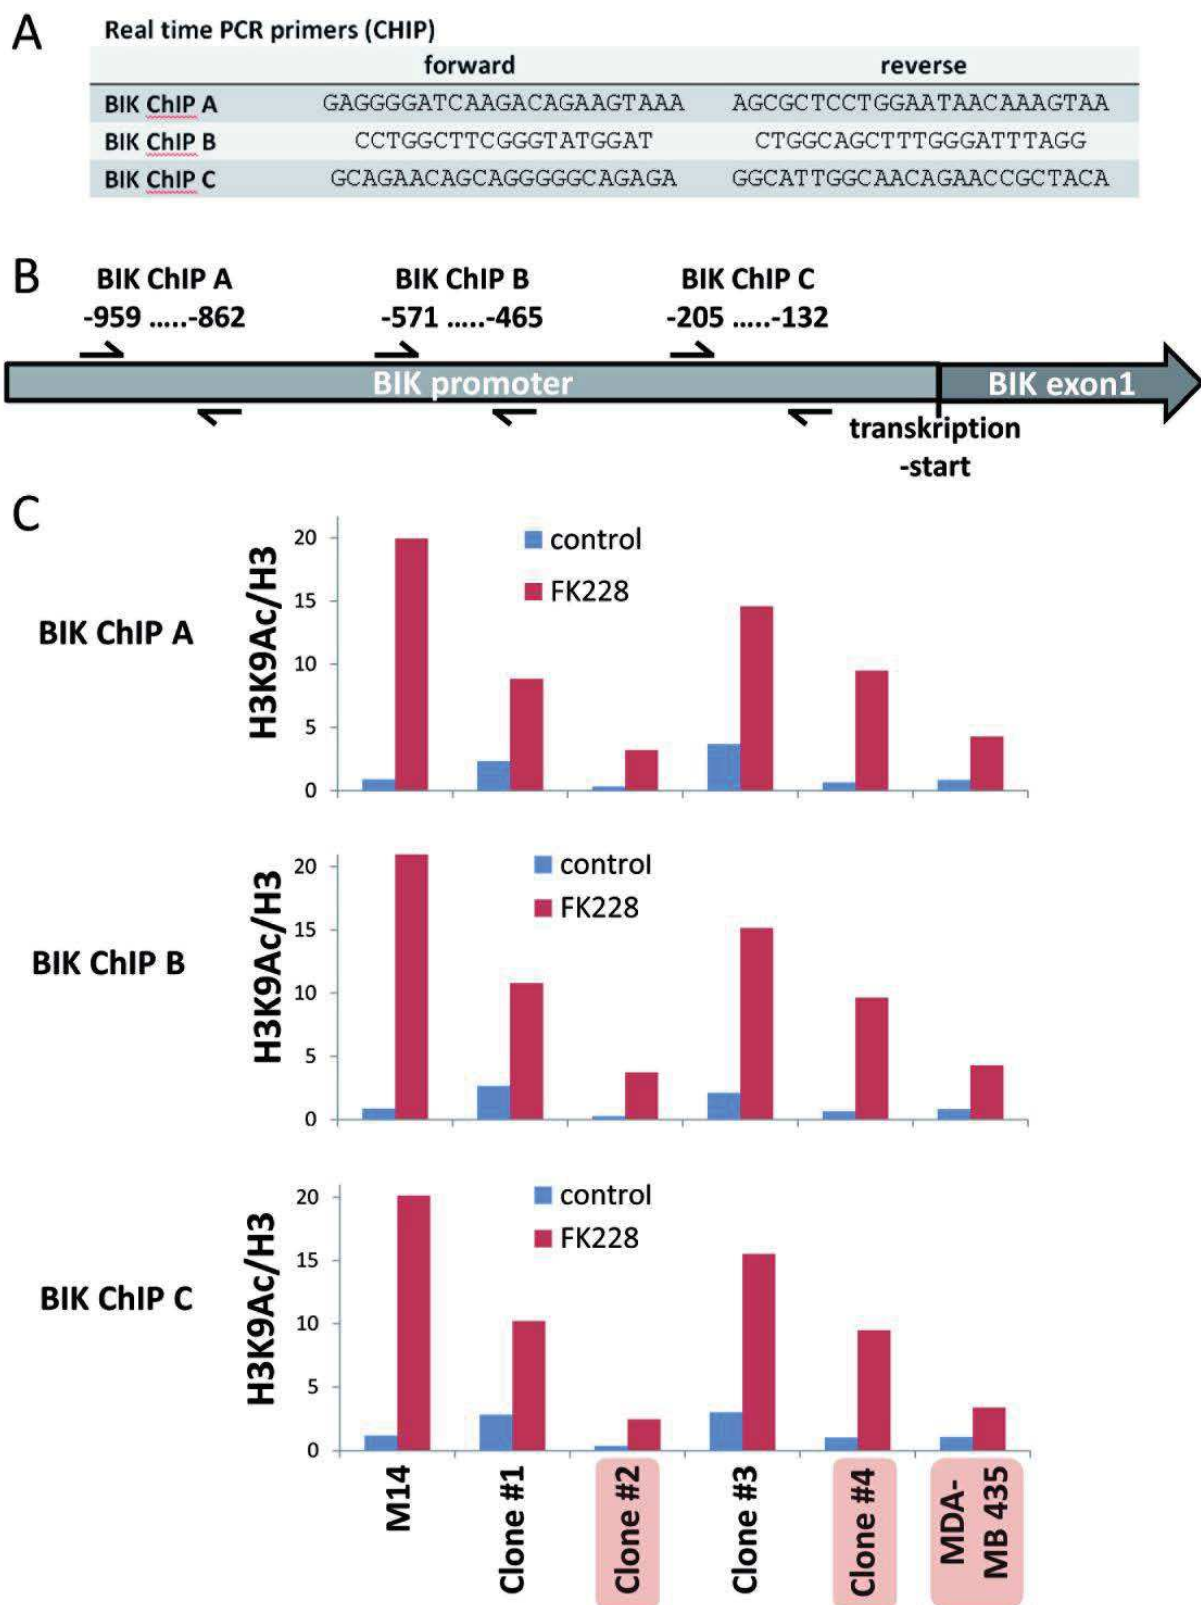 A
Real time PCR primers (CHIP)
forward reverse
BIK ChIP A GAGGGGATCAAGACAGAAGTAAA AGCGCTCCTGGAATAACAAAGTAA
BIK ChIP B CCTGGCTTCGGGTATGGAT CTGGCAGCTTTGGGATTTAGG
BIK ChIP C GCAGAACAGCAGGGGGCAGAGA GGCATTGGCAACAGAACCGCTACA
B
BIK ChIP A BIK ChIP B BIK ChIP C
-959 .....-862 -571 .....-465 -205 .....-132
BIK promoter BIK exon1
transkription
-start
C
BIK ChIP A
H3K9Ac/H3
20
15
10
5
0
control
FK228
BIK ChIP B
H3K9Ac/H3
20
15
10
5
0
control
FK228
BIK ChIP C
H3K9Ac/H3
20
15
10
5
0
control
FK228
M14
Clone #1
Clone #2
Clone #3
Clone #4
MDA-
MB 435